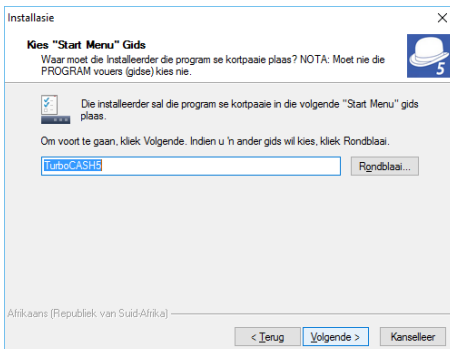 Installasie
Kies "Start Menu" Gids
Waar moet die Installeerder die program se kortpaaie plaas? NOTA: Moet nie die
PROGRAM vouers (gidse) kies nie.
5
Die installeerder sal die program se kortpaaie in die volgende "Start Menu" gids
plaas.
Om voort te gaan, kliek Volgende. Indien u 'n ander gids wil kies, kliek Rondblaai.
TurboCASH5
Rondblaai...
Afrikaans (Republiek van Suid-Afrika)
< Terug
Volgende >
Kanselleer